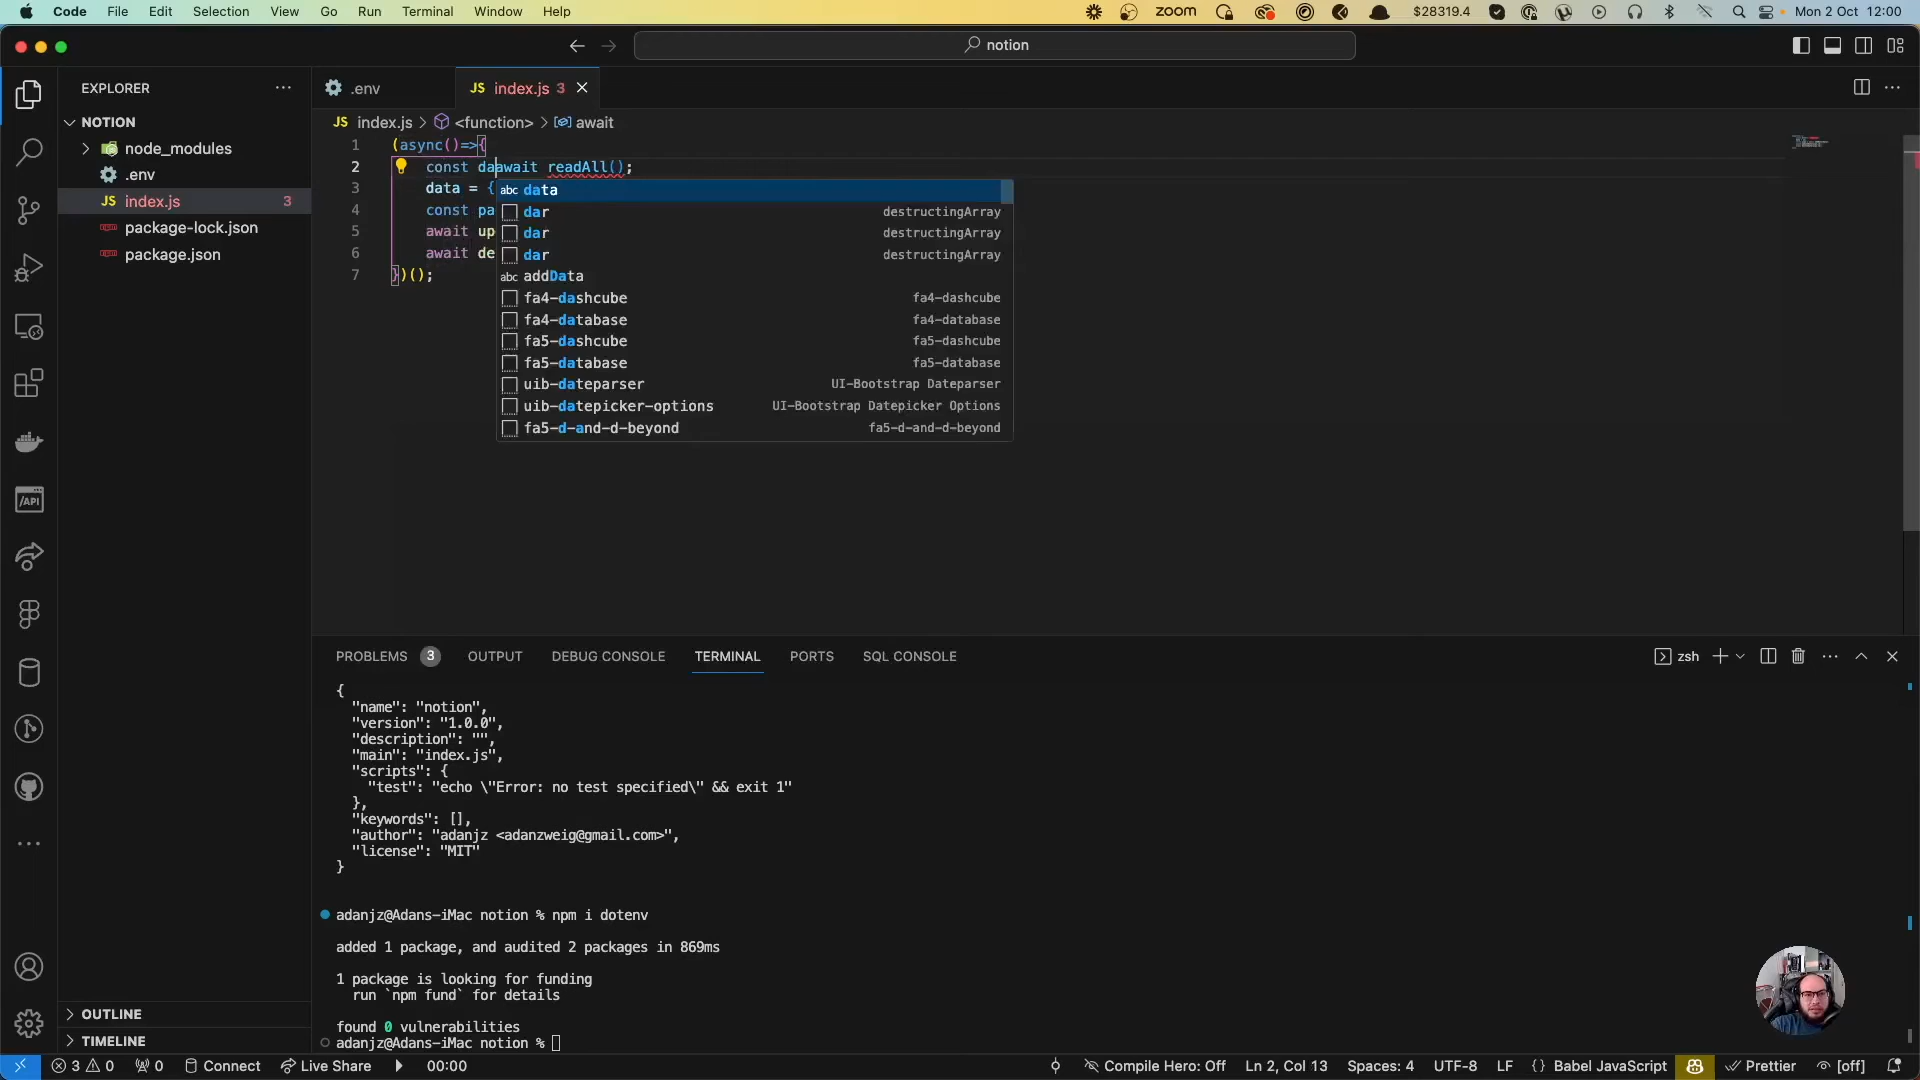 Code File Edit Selection View Go Run Terminal Window Help zoom $28319.4 Mon 2 Oct 12:00
notion
EXPLORER
NOTION
node_modules
.env
JS index.js 3
package-lock.json
package.json
OUTLINE
TIMELINE
.env JS index.js 3
JS index.js > <function> > await
1 (async()=>{
2 const daawait readAll();
3 data = {
4 const pa
5 await up
6 await de
7 })();
abc data
dar destructingArray
dar destructingArray
dar destructingArray
abc addData
fa4-dashcube fa4-dashcube
fa4-database fa4-database
fa5-dashcube fa5-dashcube
fa5-database fa5-database
uib-dateparser UI-Bootstrap Dateparser
uib-datepicker-options UI-Bootstrap Datepicker Options
fa5-d-and-d-beyond fa5-d-and-d-beyond
/API
PROBLEMS 3 OUTPUT DEBUG CONSOLE TERMINAL PORTS SQL CONSOLE zsh
{
"name": "notion",
"version": "1.0.0",
"description": "",
"main": "index.js",
"scripts": {
"test": "echo \"Error: no test specified\" && exit 1"
},
"keywords": [],
"author": "adanjz <adanzweig@gmail.com>",
"license": "MIT"
}
adanjz@Adans-iMac notion % npm i dotenv
added 1 package, and audited 2 packages in 869ms
1 package is looking for funding
run `npm fund` for details
found 0 vulnerabilities
adanjz@Adans-iMac notion %
3 0 0 Connect Live Share 00:00 Compile Hero: Off Ln 2, Col 13 Spaces: 4 UTF-8 LF {} Babel JavaScript Prettier [off]